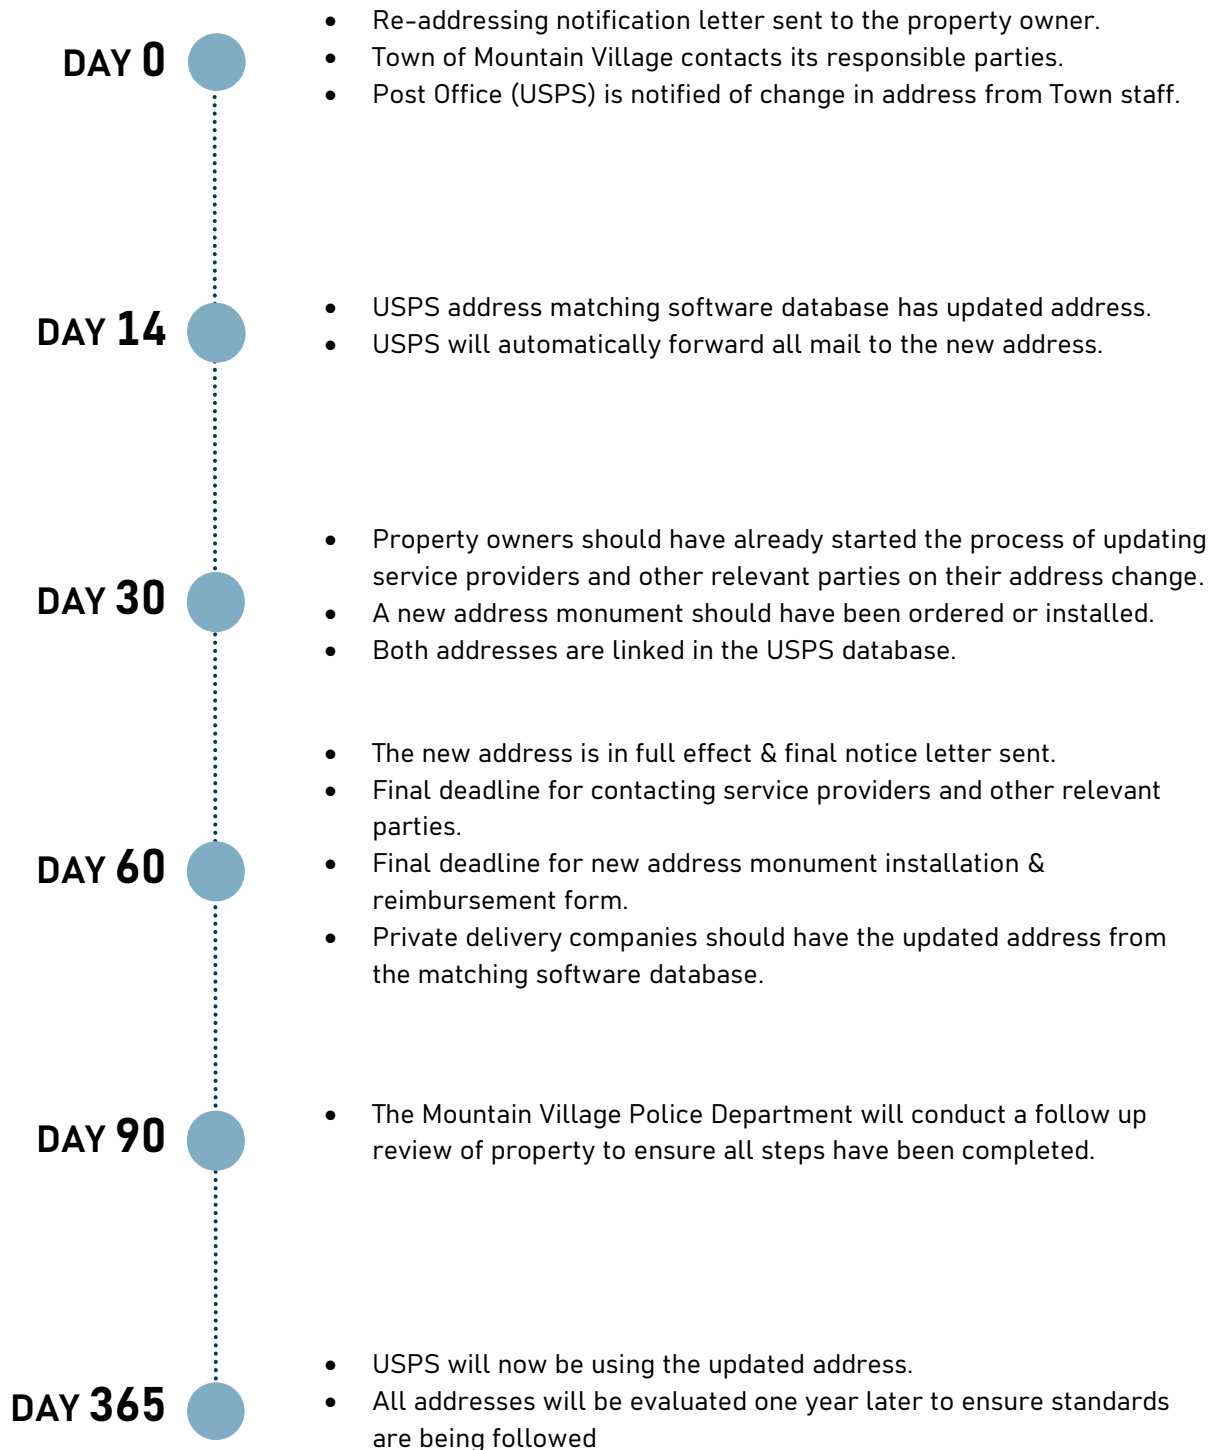 • Re-addressing notification letter sent to the property owner.
DAY 0
• Town of Mountain Village contacts its responsible parties.
• Post Office (USPS) is notified of change in address from Town staff.
• USPS address matching software database has updated address.
DAY 14
• USPS will automatically forward all mail to the new address.
• Property owners should have already started the process of updating
service providers and other relevant parties on their address change.
DAY 30
• A new address monument should have been ordered or installed.
• Both addresses are linked in the USPS database.
• The new address is in full effect & final notice letter sent.
• Final deadline for contacting service providers and other relevant
parties.
DAY 60
• Final deadline for new address monument installation &
reimbursement form.
• Private delivery companies should have the updated address from
the matching software database.
DAY 90
• The Mountain Village Police Department will conduct a follow up
review of property to ensure all steps have been completed.
• USPS will now be using the updated address.
DAY 365
• All addresses will be evaluated one year later to ensure standards
are being followed